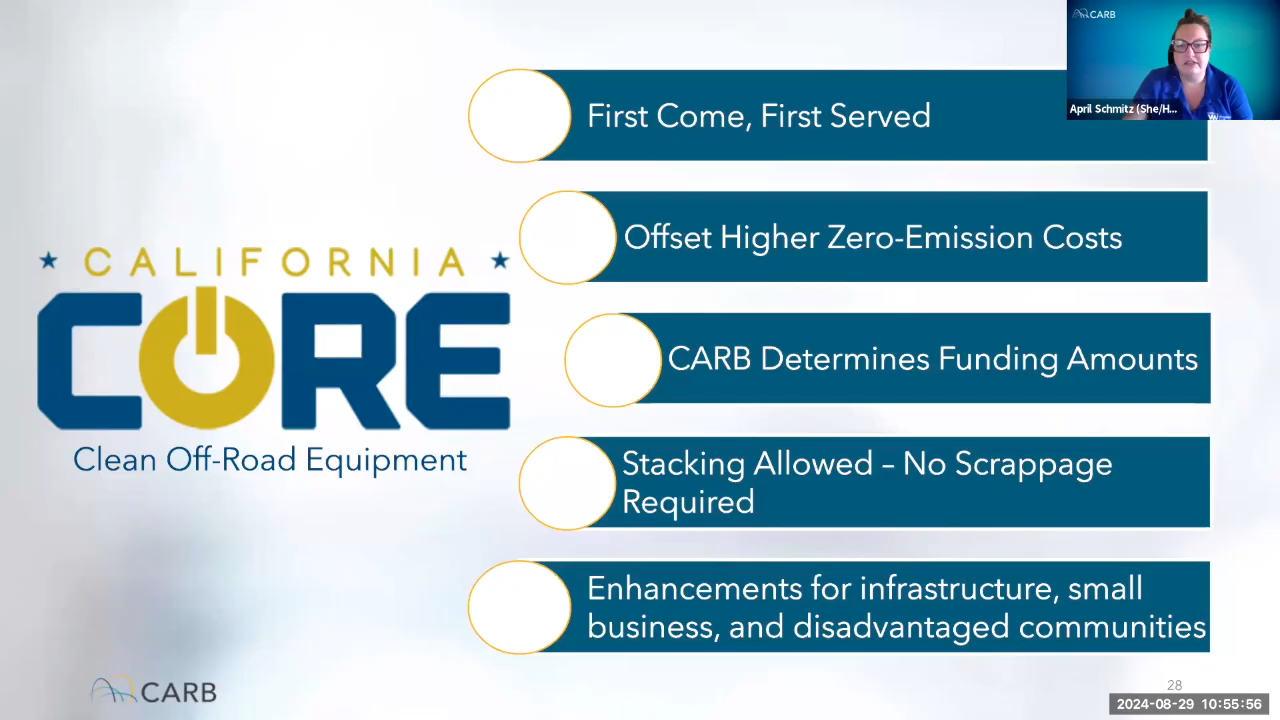 CARB
April Schmitz (She/H...
First Come, First Served
Offset Higher Zero-Emission Costs
CALIFORNIA
CORE
Clean Off-Road Equipment
CARB Determines Funding Amounts
Stacking Allowed – No Scrappage
Required
Enhancements for infrastructure, small
business, and disadvantaged communities
CARB
28
2024-08-29 10:55:56